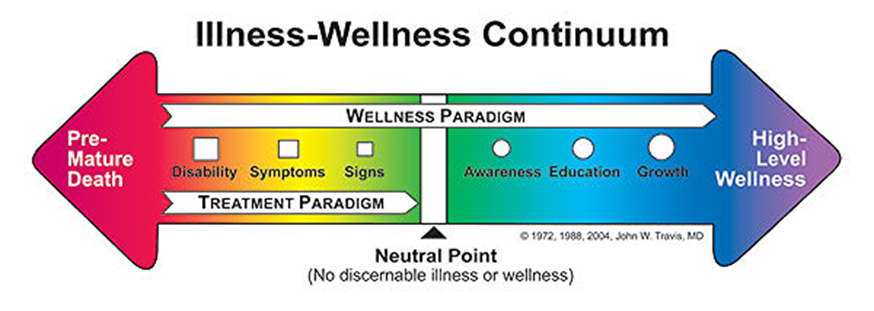 Illness-Wellness Continuum
WELLNESS PARADIGM
Pre-
Mature
Death
Disability Symptoms Signs Awareness Education Growth
High-
Level
Wellness
TREATMENT PARADIGM
© 1972, 1988, 2004, John W. Travis, MD
Neutral Point
(No discernable illness or wellness)